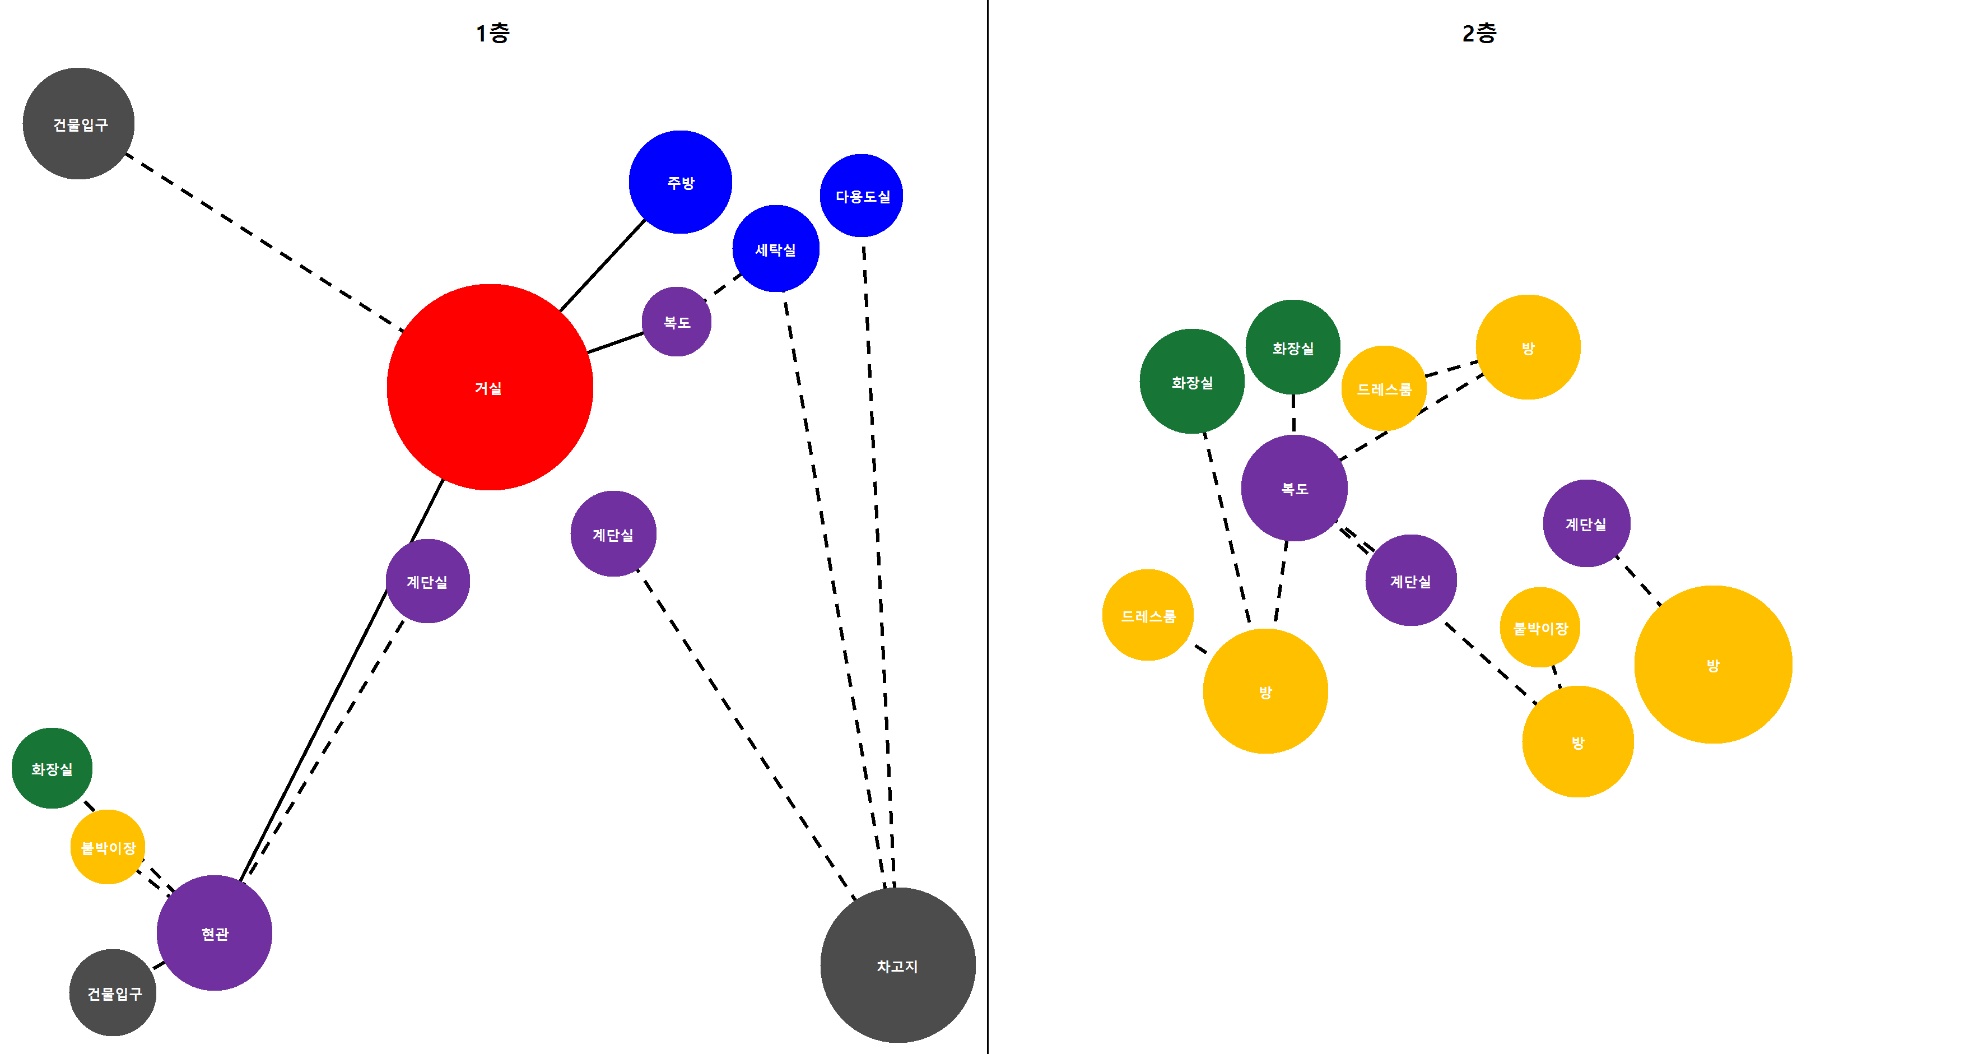 1층
건물입구
주방
다용도실
세탁실
복도
거실
계단실
계단실
화장실
붙박이장
현관
건물입구
차고지
2층
화장실
방
화장실
드레스룸
복도
계단실
계단실
드레스룸
붙박이장
방
방
방